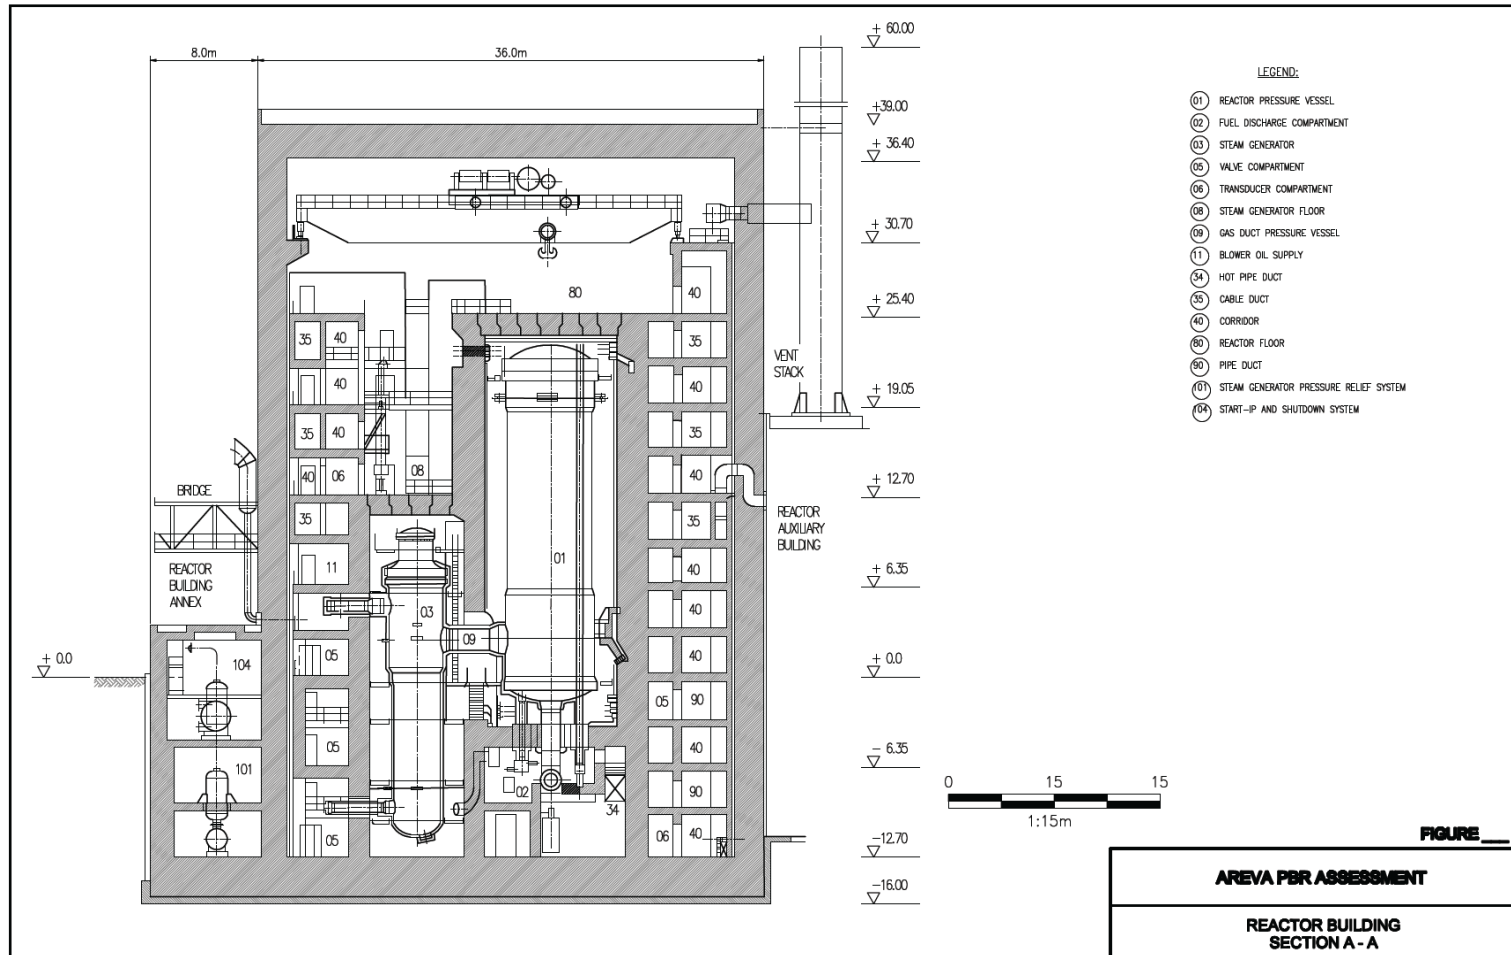 8.0m
36.0m
+ 60.00
+39.00
+ 36.40
+ 30.70
+ 25.40
+ 19.05
+ 12.70
+ 6.35
+ 0.0
− 6.35
−12.70
−16.00
+ 0.0
VENT
STACK
REACTOR
AUXILIARY
BUILDING
BRIDGE
REACTOR
BUILDING
ANNEX
80
40
35 40
35
40
40
35 40
35
08
40 06
40
35
35
01
11
40
03
40
09
05
40
104
05 90
05
40
101
02
90
34
05
06 40
LEGEND:
01 REACTOR PRESSURE VESSEL
02 FUEL DISCHARGE COMPARTMENT
03 STEAM GENERATOR
05 VALVE COMPARTMENT
06 TRANSDUCER COMPARTMENT
08 STEAM GENERATOR FLOOR
09 GAS DUCT PRESSURE VESSEL
11 BLOWER OIL SUPPLY
34 HOT PIPE DUCT
35 CABLE DUCT
40 CORRIDOR
80 REACTOR FLOOR
90 PIPE DUCT
101 STEAM GENERATOR PRESSURE RELIEF SYSTEM
104 START-IP AND SHUTDOWN SYSTEM
0 15 15
1:15m
FIGURE ___
AREVA PBR ASSESSMENT
REACTOR BUILDING
SECTION A - A